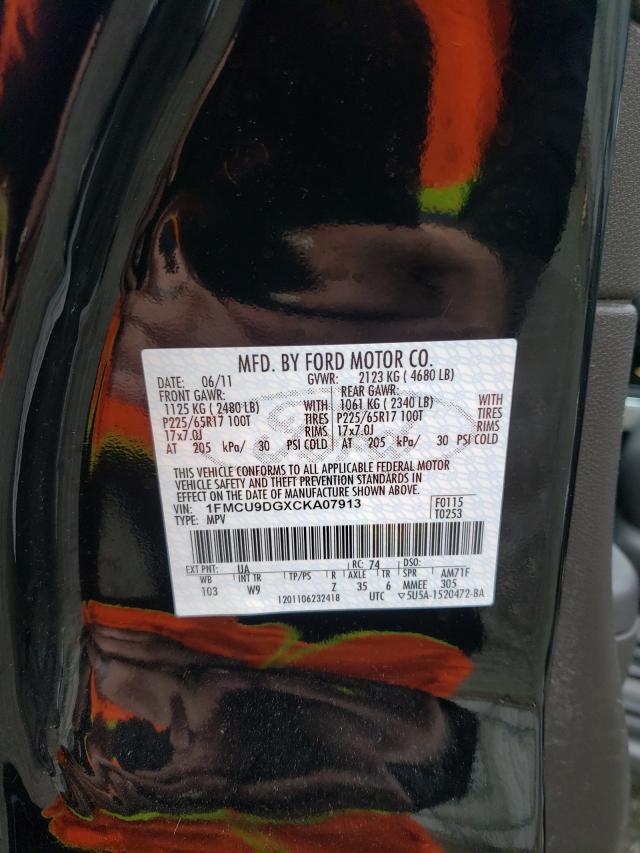 MFD. BY FORD MOTOR CO.
DATE: 06/11 GVWR: 2123 KG ( 4680 LB)
FRONT GAWR: REAR GAWR:
1125 KG ( 2480 LB) WITH 1061 KG ( 2340 LB) WITH
P225/65R17 100T TIRES P225/65R17 100T TIRES
17x7.0J RIMS 17x7.0J RIMS
AT 205 kPa/ 30 PSI COLD AT 205 kPa/ 30 PSI COLD
THIS VEHICLE CONFORMS TO ALL APPLICABLE FEDERAL MOTOR
VEHICLE SAFETY AND THEFT PREVENTION STANDARDS IN
EFFECT ON THE DATE OF MANUFACTURE SHOWN ABOVE.
VIN: 1FMCU9DGXCKA07913 F0115
TYPE: MPV T0253
EXT PNT: UA RC: 74 DSO:
WB INT TR TP/PS R AXLE TR SPR AM71F
103 W9 Z 35 6 MMEE 305
1201106232418 UTC ▽5U5A-1520472-BA